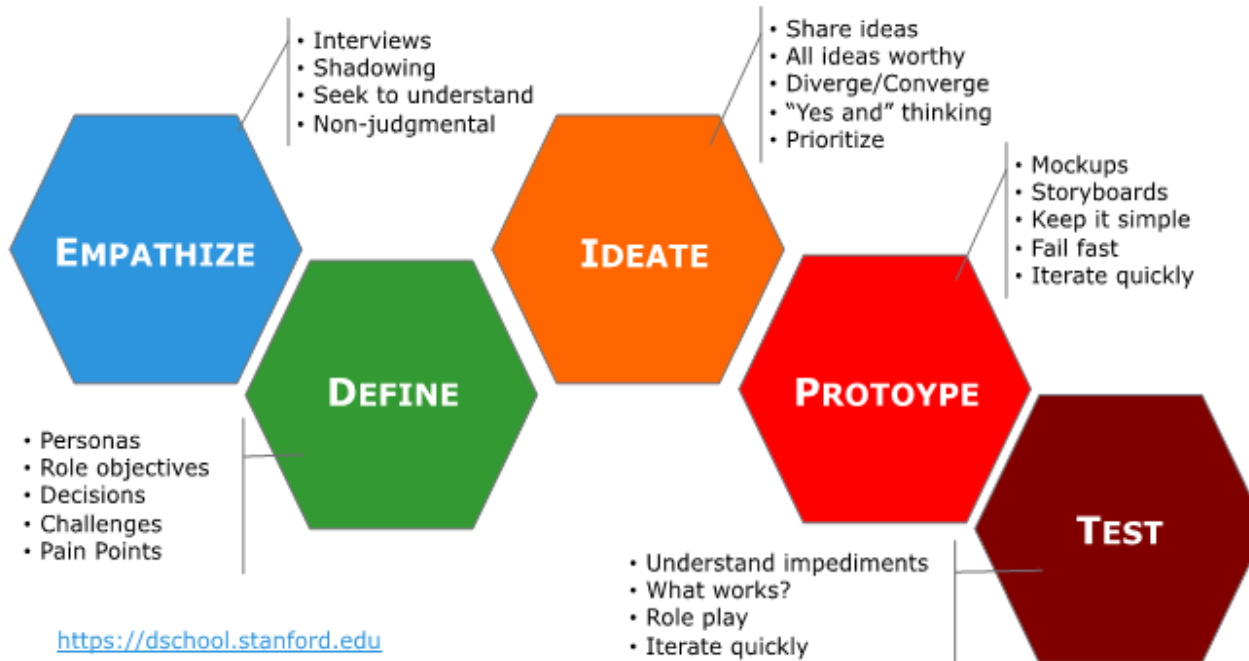 • Interviews
• Shadowing
• Seek to understand
• Non-judgmental
EMPATHIZE
• Personas
• Role objectives
• Decisions
• Challenges
• Pain Points
DEFINE
• Share ideas
• All ideas worthy
• Diverge/Converge
• “Yes and” thinking
• Prioritize
IDEATE
• Mockups
• Storyboards
• Keep it simple
• Fail fast
• Iterate quickly
PROTOYPE
• Understand impediments
• What works?
• Role play
• Iterate quickly
TEST
https://dschool.stanford.edu